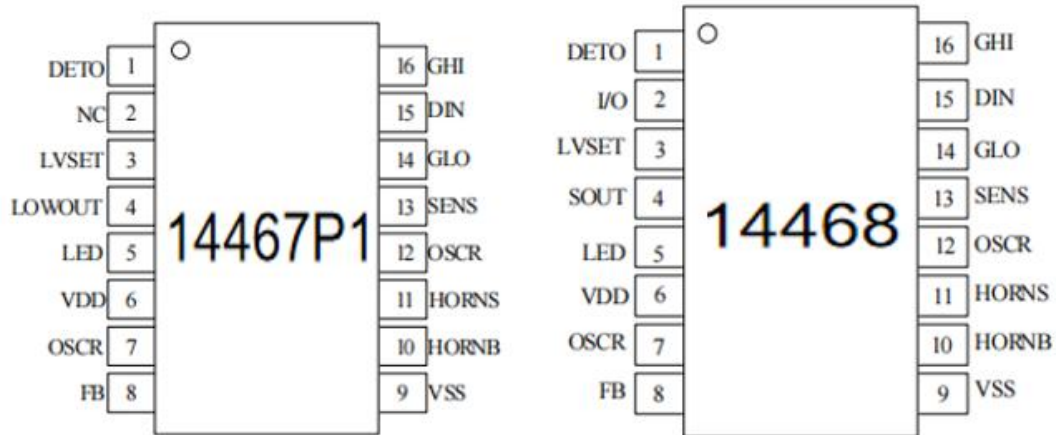 DETO 1 16 GHI
NC 2 15 DIN
LVSET 3 14 GLO
LOWOUT 4 13 SENS
14467P1
LED 5 12 OSCR
VDD 6 11 HORNS
OSCR 7 10 HORNB
FB 8 9 VSS
DETO 1 16 GHI
I/O 2 15 DIN
LVSET 3 14 GLO
SOUT 4 13 SENS
14468
LED 5 12 OSCR
VDD 6 11 HORNS
OSCR 7 10 HORNB
FB 8 9 VSS